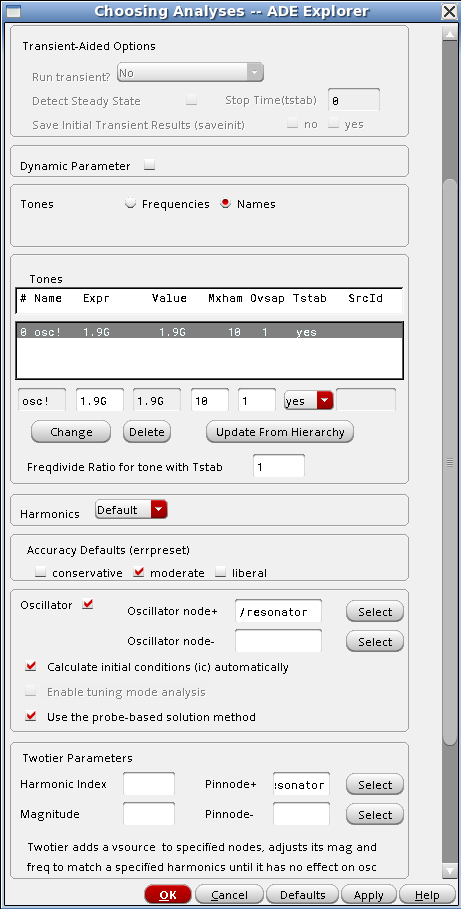 Choosing Analyses -- ADE Explorer
Transient-Aided Options
Run transient? No
Detect Steady State Stop Time(tstab) 0
Save Initial Transient Results (saveinit) no yes
Dynamic Parameter
Tones Frequencies Names
Tones
# Name Expr Value Mxham Ovsap Tstab SrcId
0 osc! 1.9G 1.9G 10 1 yes
osc! 1.9G 1.9G 10 1 yes
Change Delete Update From Hierarchy
Freqdivide Ratio for tone with Tstab 1
Harmonics Default
Accuracy Defaults (errpreset)
conservative moderate liberal
Oscillator Oscillator node+ /resonator Select
Oscillator node- Select
Calculate initial conditions (ic) automatically
Enable tuning mode analysis
Use the probe-based solution method
Twotier Parameters
Harmonic Index Pinnode+ sonator Select
Magnitude Pinnode- Select
Twotier adds a vsource to specified nodes, adjusts its mag and
freq to match a specified harmonics until it has no effect on osc
OK Cancel Defaults Apply Help